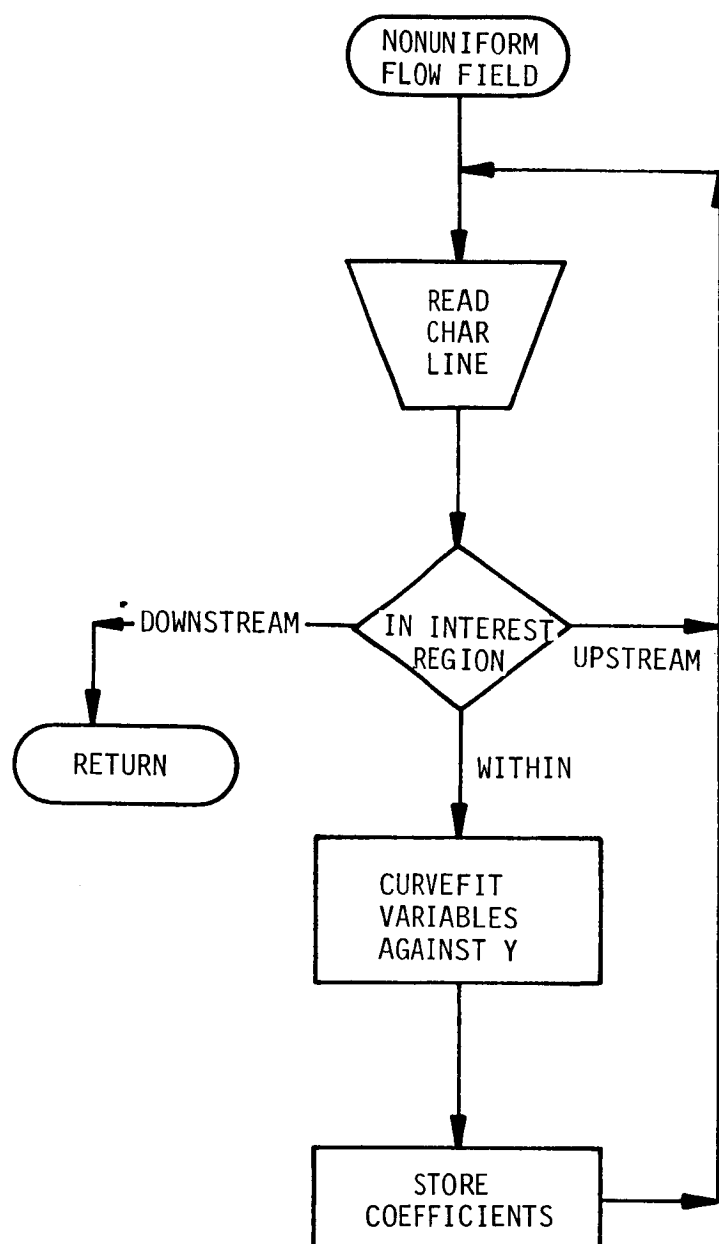 NONUNIFORM
FLOW FIELD
READ
CHAR
LINE
DOWNSTREAM
IN INTEREST
REGION
UPSTREAM
RETURN
WITHIN
CURVEFIT
VARIABLES
AGAINST Y
STORE
COEFFICIENTS